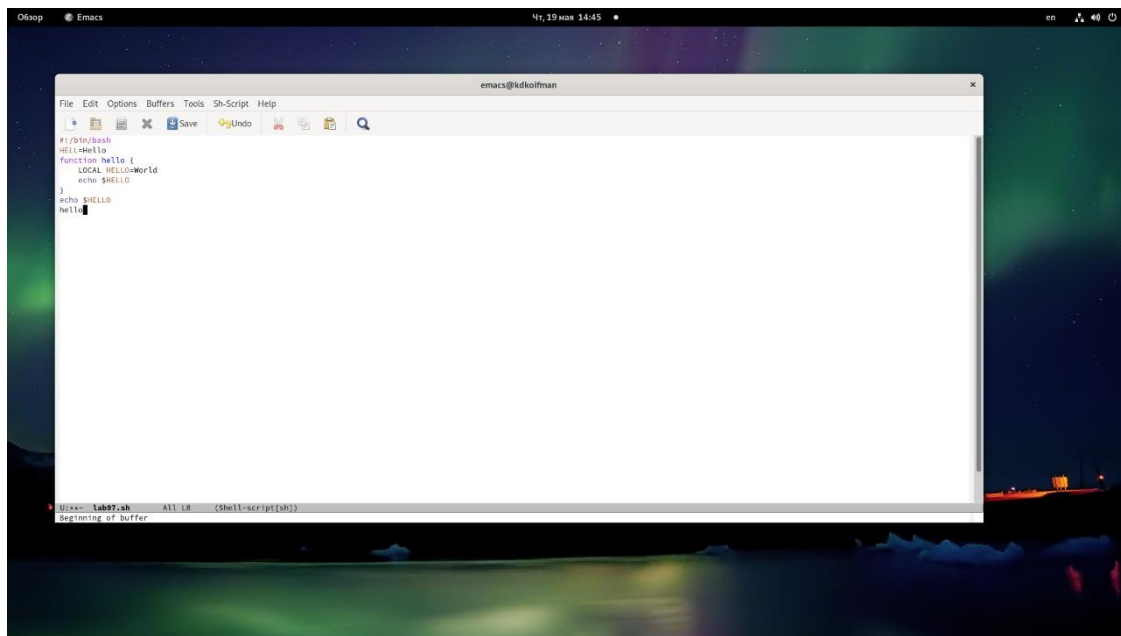 Обзор Emacs Чт, 19 мая 14:45 en
emacs@kdkoifman
File Edit Options Buffers Tools Sh-Script Help
Save Undo
#!/bin/bash
HELL=Hello
function hello {
LOCAL HELLO=World
echo $HELLO
}
echo $HELLO
hello
U:**- lab07.sh All L8 (Shell-script[sh])
Beginning of buffer